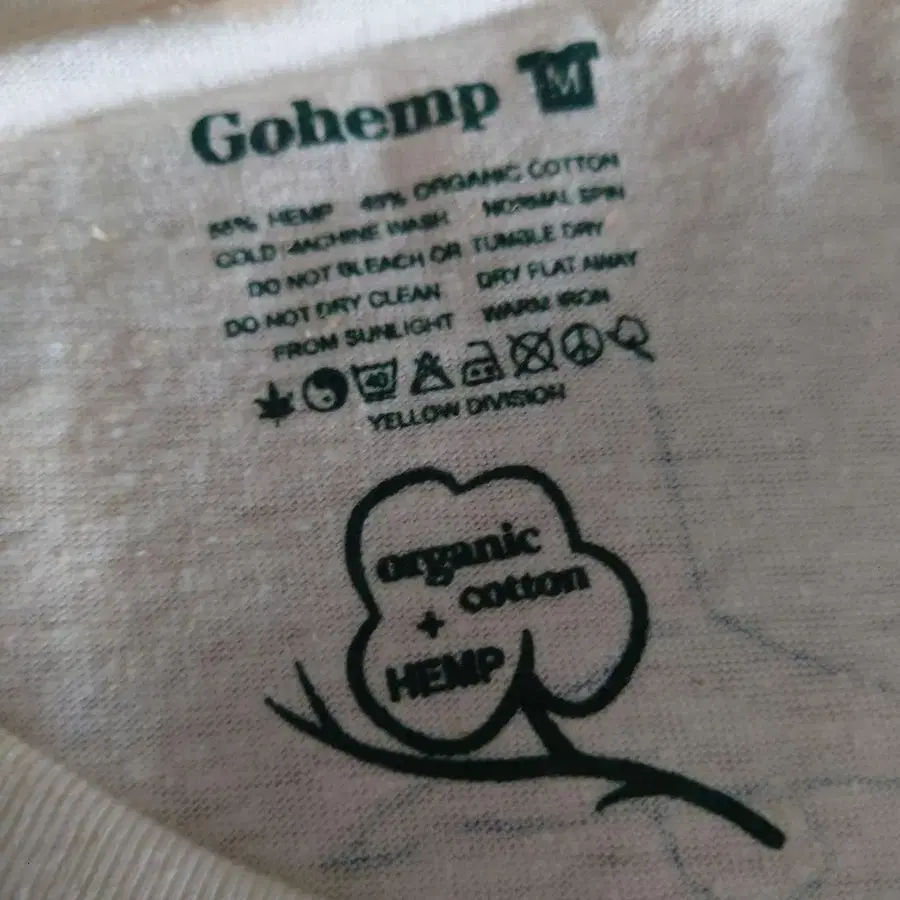 Gohemp M
55% HEMP 45% ORGANIC COTTON
COLD MACHINE WASH NORMAL SPIN
DO NOT BLEACH OR TUMBLE DRY
DO NOT DRY CLEAN DRY FLAT AWAY
FROM SUNLIGHT WARM IRON
40
YELLOW DIVISION
organic
cotton
+
HEMP